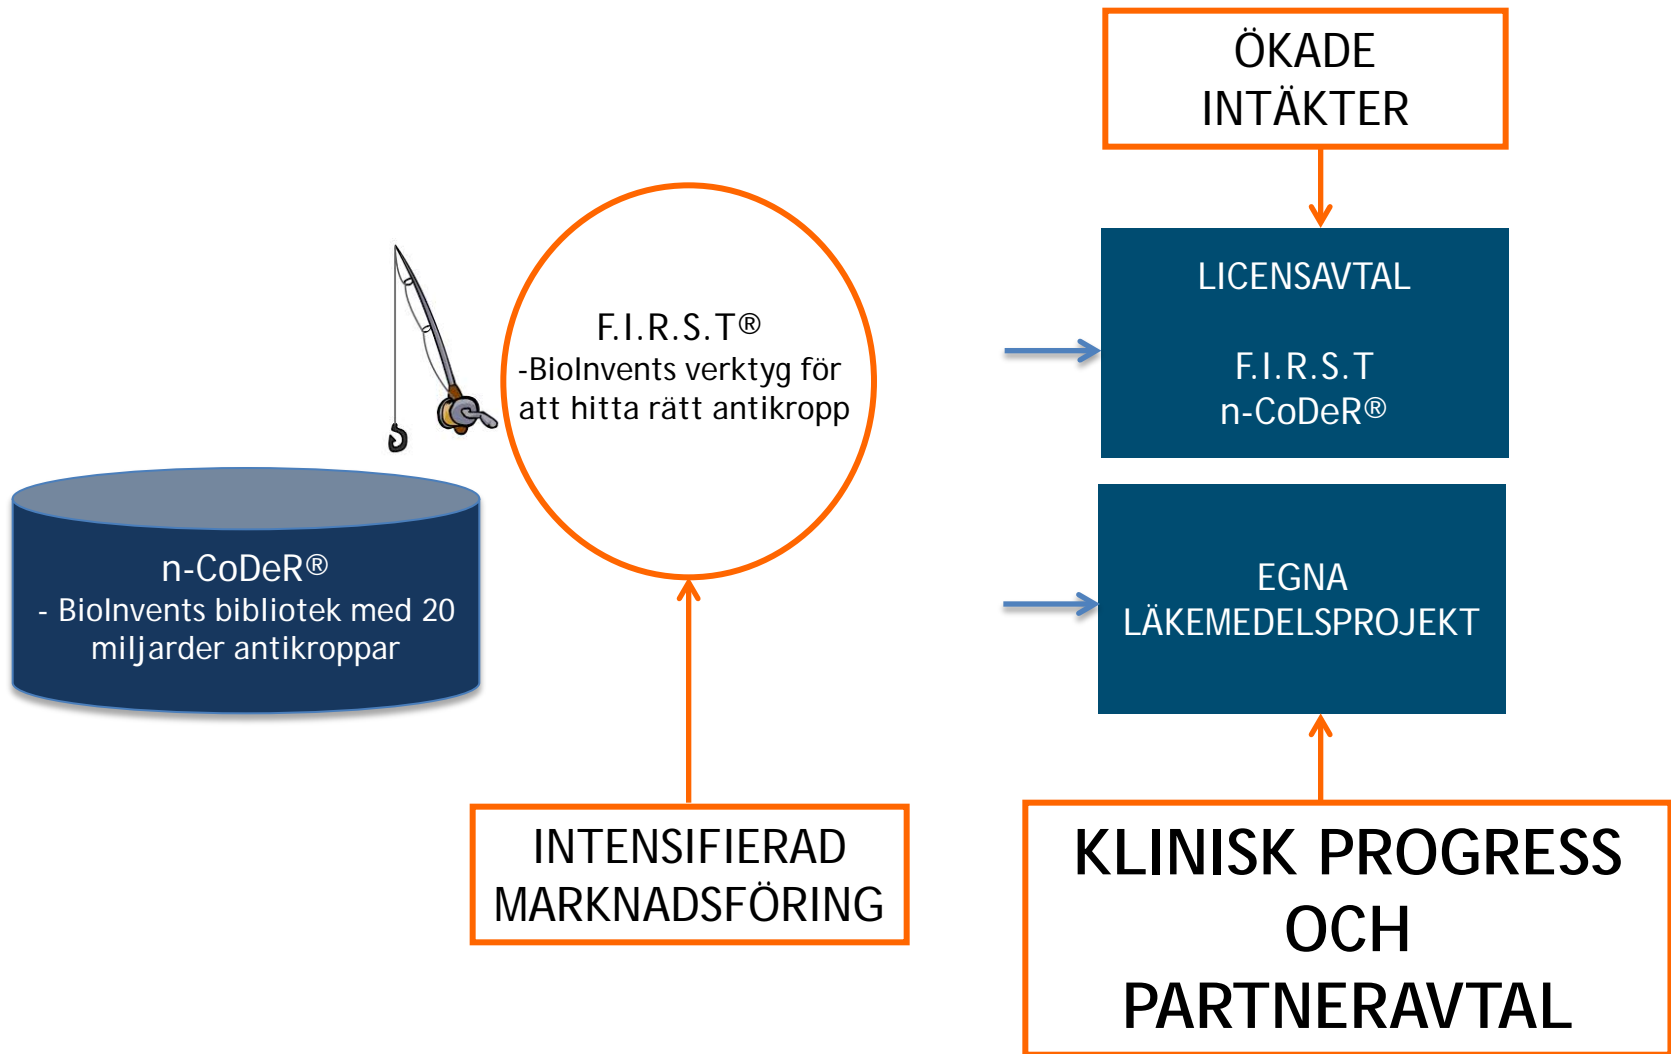 ÖKADE
INTÄKTER
F.I.R.S.T®
-BioInvents verktyg för
att hitta rätt antikropp
LICENSAVTAL
F.I.R.S.T
n-CoDeR®
n-CoDeR®
- BioInvents bibliotek med 20
miljarder antikroppar
EGNA
LÄKEMEDELSPROJEKT
INTENSIFIERAD
MARKNADSFÖRING
KLINISK PROGRESS
OCH
PARTNERAVTAL